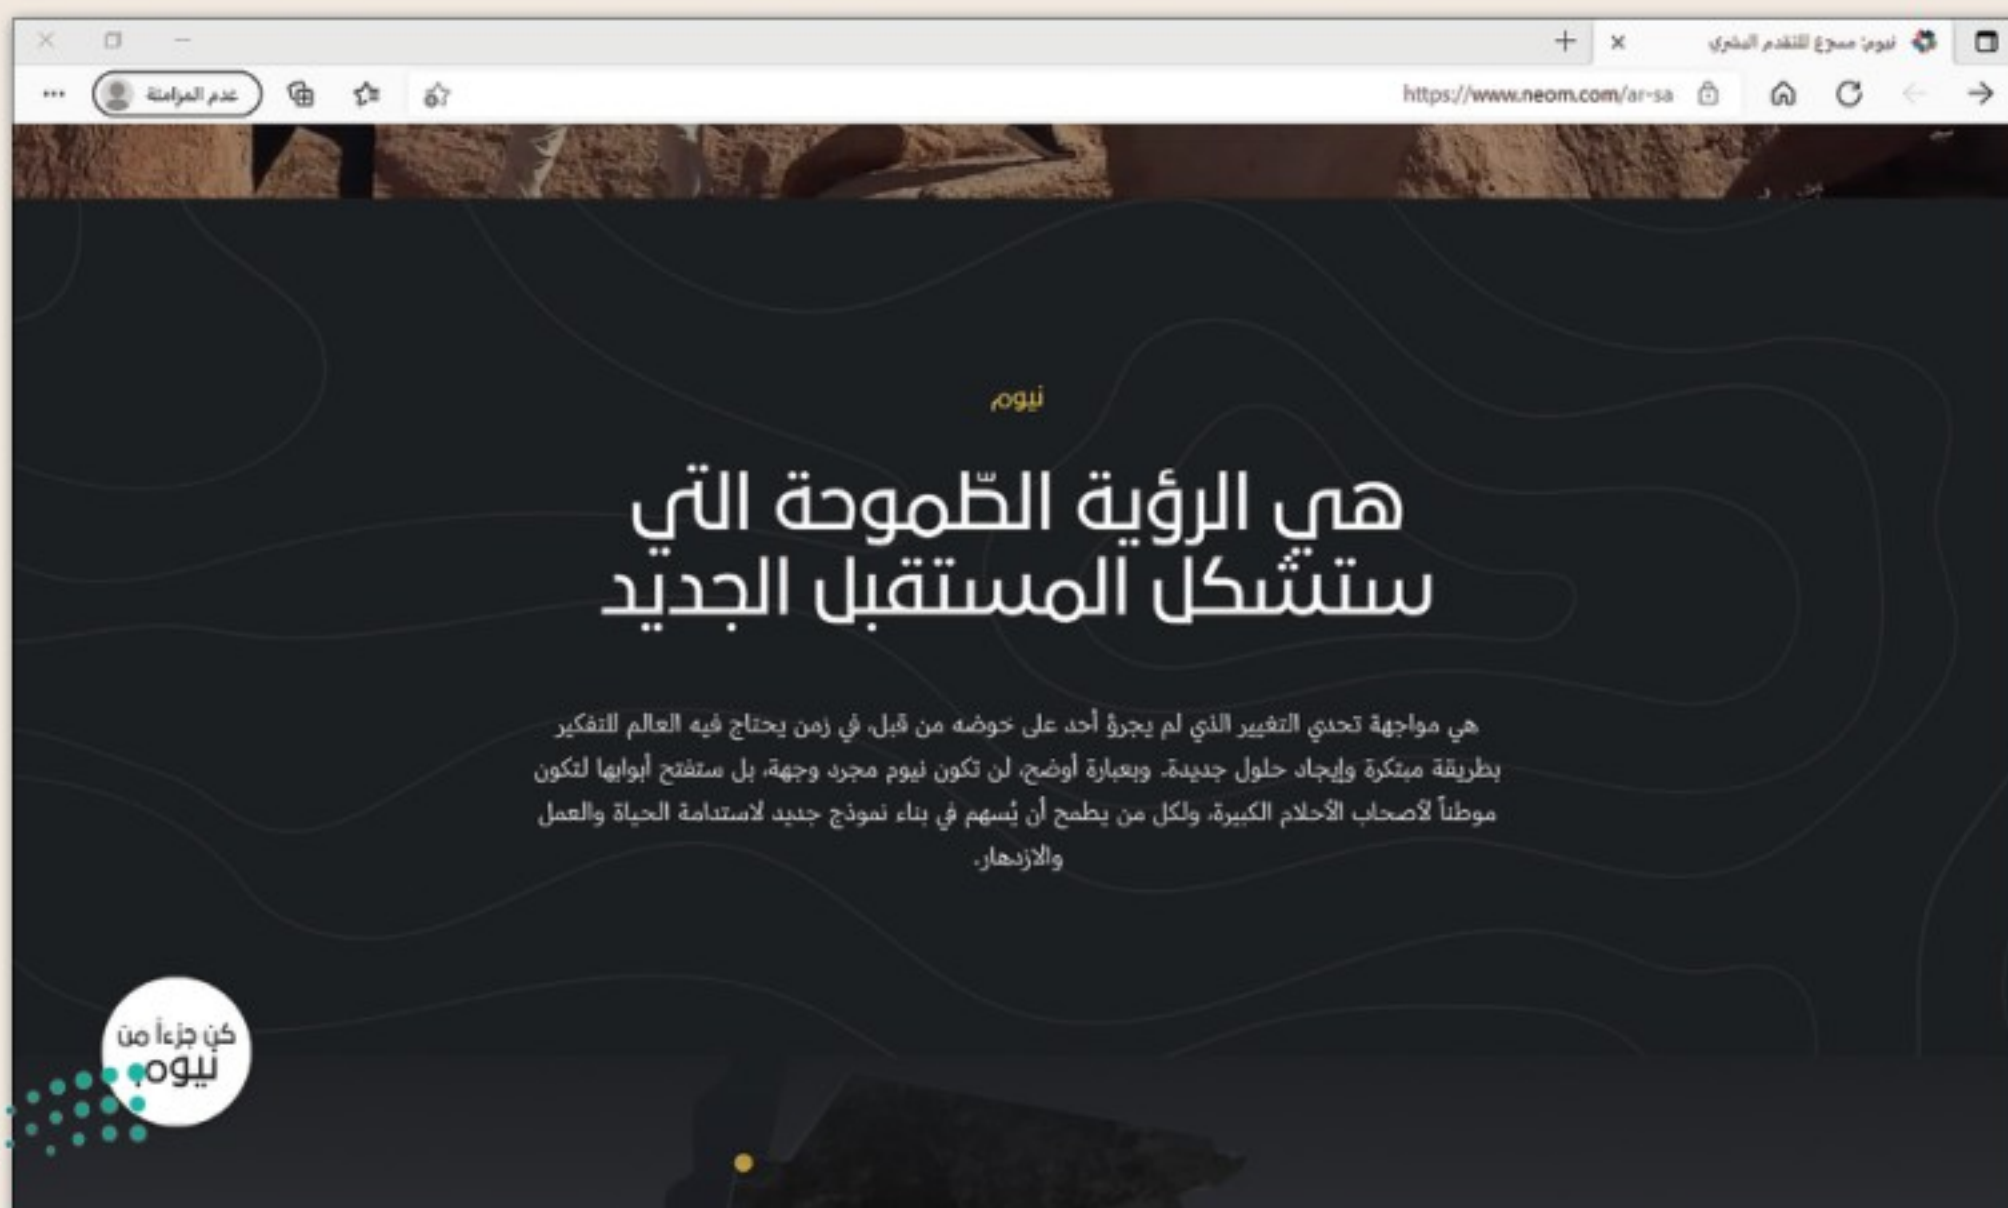 نيوم: مسرّع للتقدم البشري
https://www.neom.com/ar-sa
عدم المزامنة
نيوم
هي الرؤية الطّموحة التي
ستشكل المستقبل الجديد
هي مواجهة تحدي التغيير الذي لم يجرؤ أحد على خوضه من قبل، في زمن يحتاج فيه العالم للتفكير
بطريقة مبتكرة وإيجاد حلول جديدة. وبعبارة أوضح، لن تكون نيوم مجرد وجهة، بل ستفتح أبوابها لتكون
موطناً لأصحاب الأحلام الكبيرة، ولكل من يطمح أن يُسهم في بناء نموذج جديد لاستدامة الحياة والعمل
والازدهار.
كن جزءاً من
نيوم